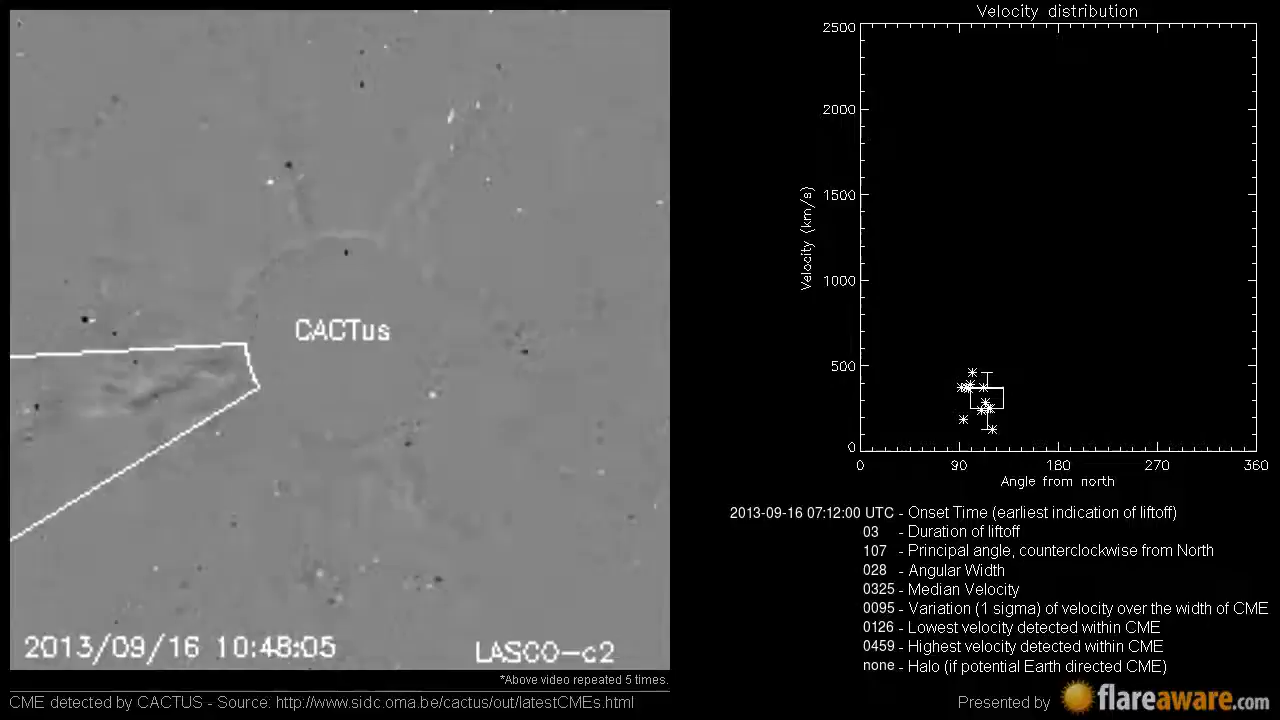 CACTus
2013/09/16 10:48:05
LASCO-c2
*Above video repeated 5 times.
CME detected by CACTUS - Source: http://www.sidc.oma.be/cactus/out/latestCMEs.html
Velocity distribution
2500
2000
1500
1000
500
0
Velocity (km/s)
0 90 180 270 360
Angle from north
2013-09-16 07:12:00 UTC - Onset Time (earliest indication of liftoff)
03 - Duration of liftoff
107 - Principal angle, counterclockwise from North
028 - Angular Width
0325 - Median Velocity
0095 - Variation (1 sigma) of velocity over the width of CME
0126 - Lowest velocity detected within CME
0459 - Highest velocity detected within CME
none - Halo (if potential Earth directed CME)
Presented by flareaware.com